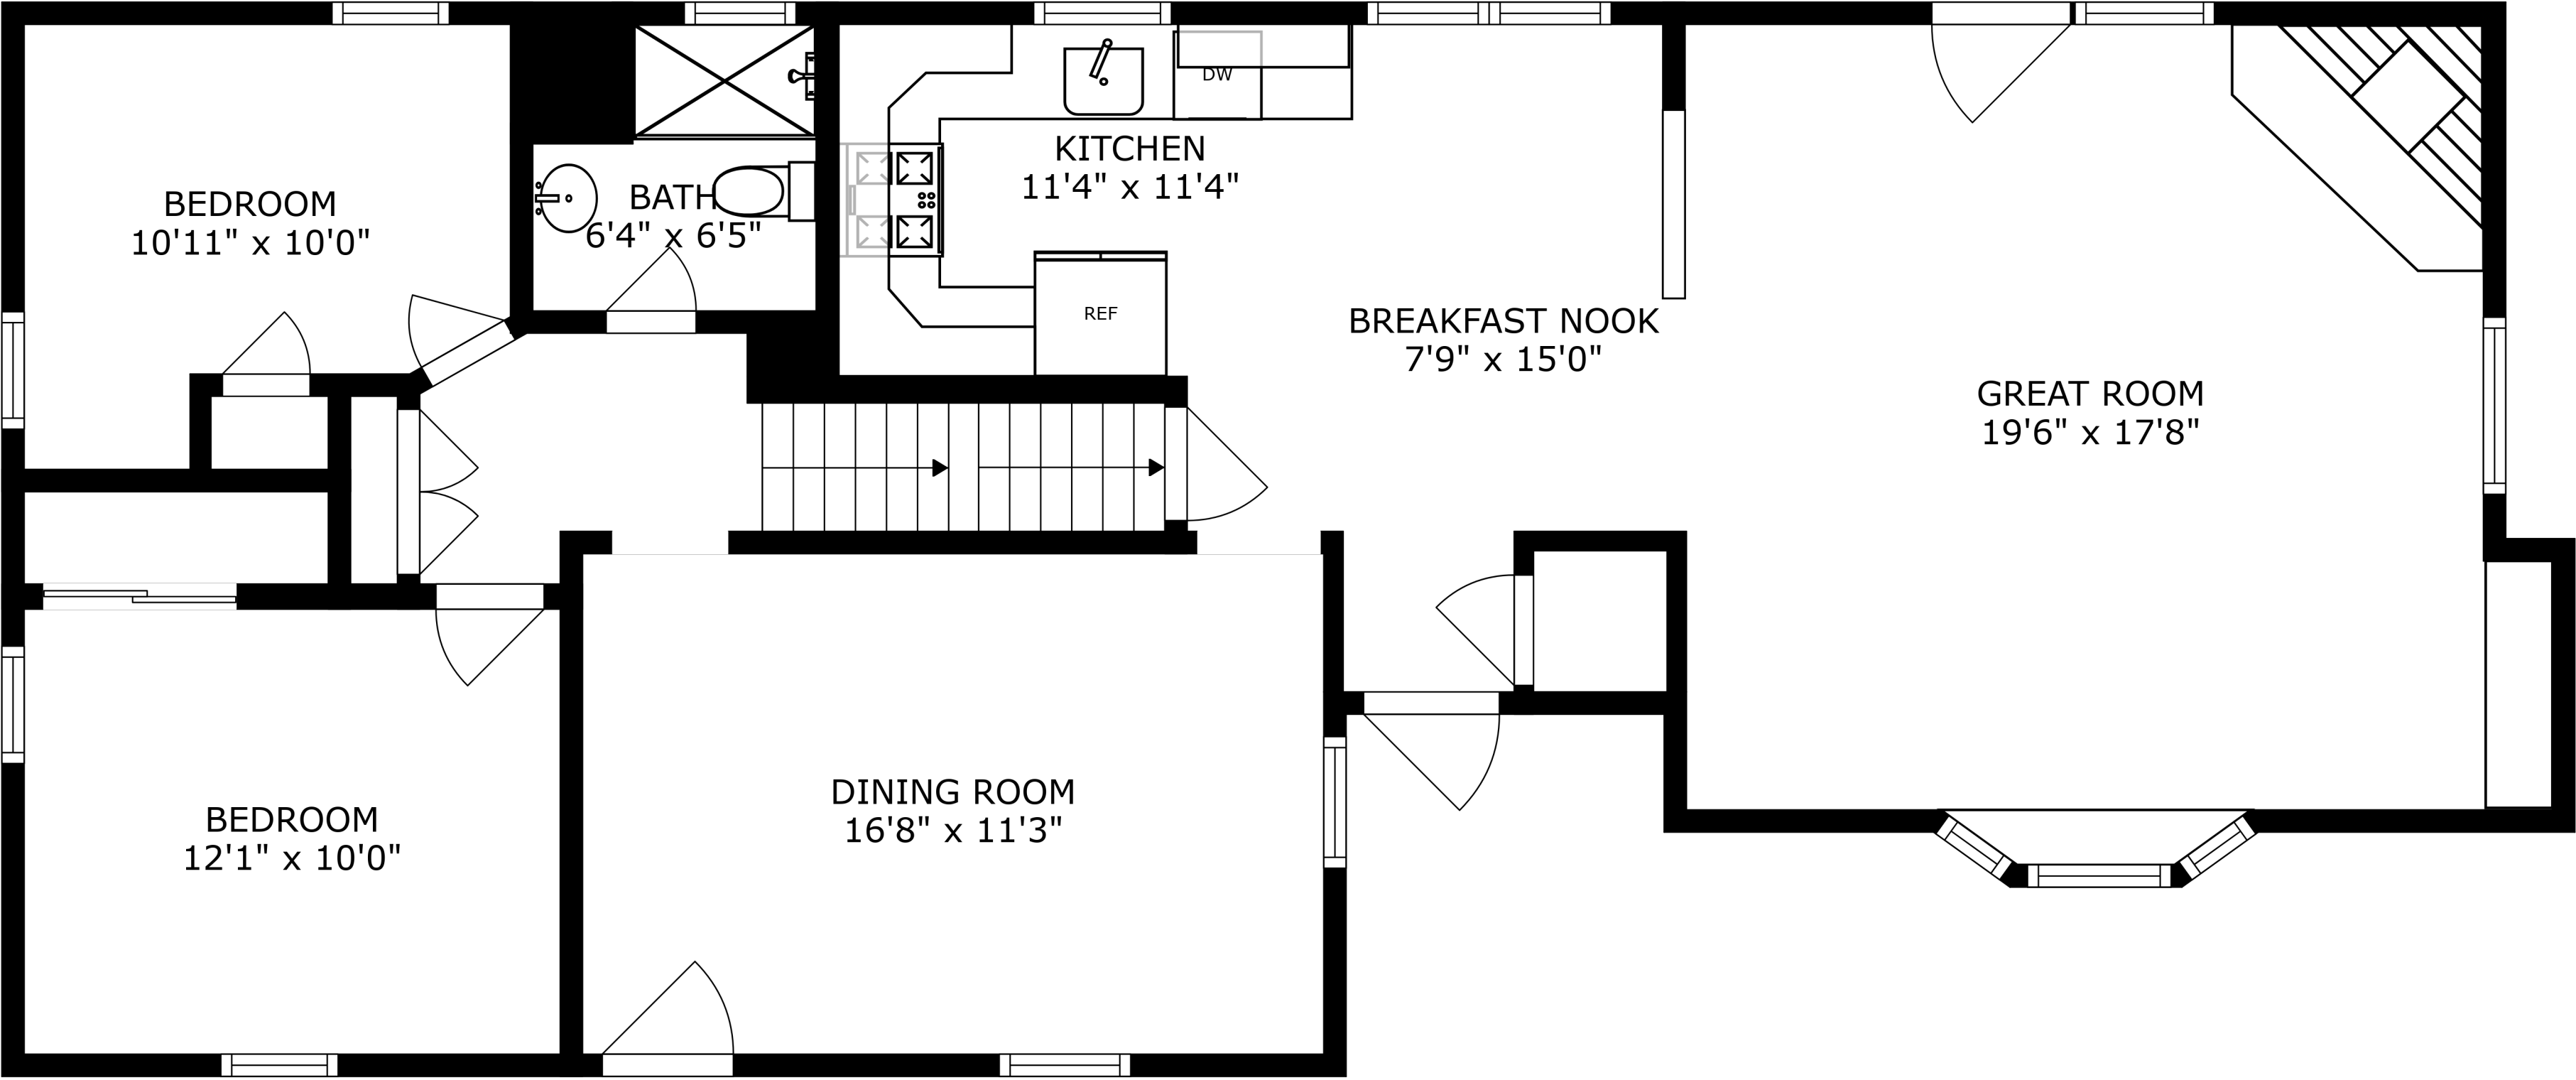 BEDROOM
10'11" x 10'0"
BATH
6'4" x 6'5"
DW
KITCHEN
11'4" x 11'4"
REF
BREAKFAST NOOK
7'9" x 15'0"
GREAT ROOM
19'6" x 17'8"
BEDROOM
12'1" x 10'0"
DINING ROOM
16'8" x 11'3"